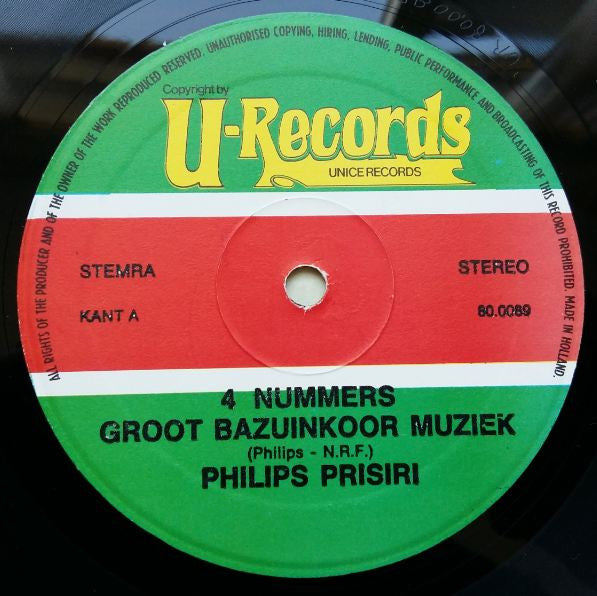 ALL RIGHTS OF THE PRODUCER AND OF THE OWNER OF THE WORK REPRODUCED RESERVED. UNAUTHORISED COPYING, HIRING, LENDING, PUBLIC PERFORMANCE AND BROADCASTING OF THIS RECORD PROHIBITED. MADE IN HOLLAND.
Copyright by
U-Records
UNICE RECORDS
STEMRA STEREO
KANT A 80.0089
4 NUMMERS
GROOT BAZUINKOOR MUZIEK
(Philips - N.R.F.)
PHILIPS PRISIRI